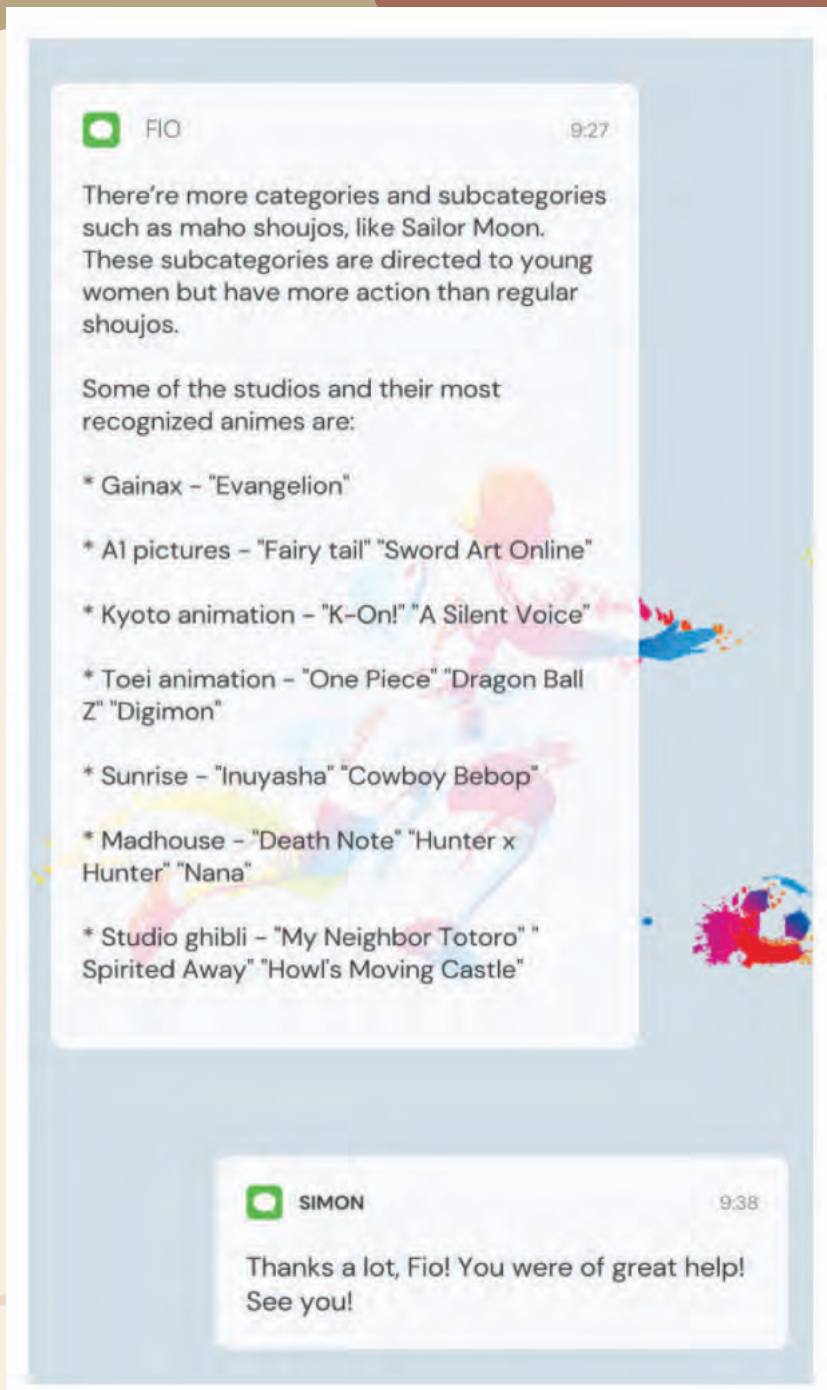 FIO
9:27
There're more categories and subcategories
such as maho shoujos, like Sailor Moon.
These subcategories are directed to young
women but have more action than regular
shoujos.
Some of the studios and their most
recognized animes are:
* Gainax – "Evangelion"
* A1 pictures – "Fairy tail" "Sword Art Online"
* Kyoto animation – "K-On!" "A Silent Voice"
* Toei animation – "One Piece" "Dragon Ball
Z" "Digimon"
* Sunrise – "Inuyasha" "Cowboy Bebop"
* Madhouse – "Death Note" "Hunter x
Hunter" "Nana"
* Studio ghibli – "My Neighbor Totoro" "
Spirited Away" "Howl's Moving Castle"
SIMON
9:38
Thanks a lot, Fio! You were of great help!
See you!